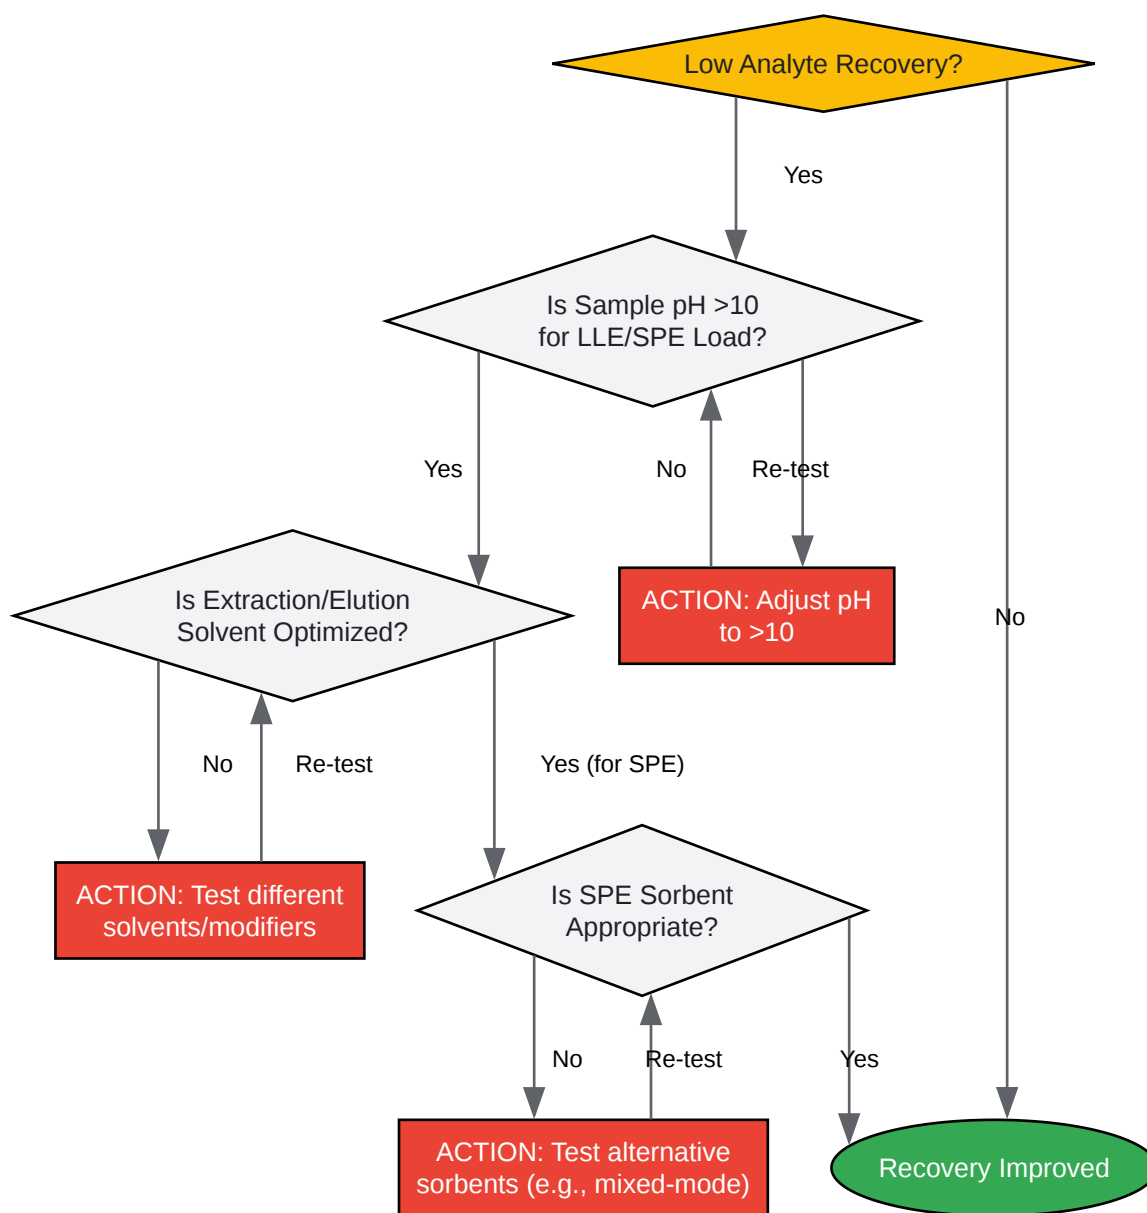 Low Analyte Recovery?
Yes
Is Sample pH >10
for LLE/SPE Load?
Yes
No
Re-test
Is Extraction/Elution
Solvent Optimized?
ACTION: Adjust pH
to >10
No
No
Re-test
Yes (for SPE)
ACTION: Test different
solvents/modifiers
Is SPE Sorbent
Appropriate?
No
Re-test
Yes
ACTION: Test alternative
sorbents (e.g., mixed-mode)
Recovery Improved